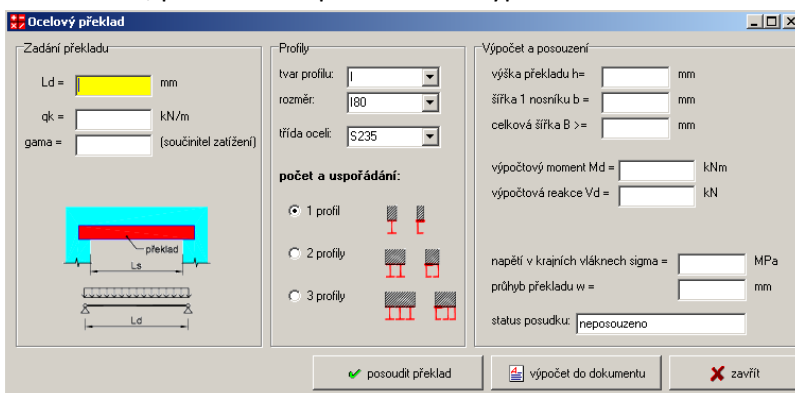 Ocelový překlad
Zadání překladu
Ld = mm
qk = kN/m
gama = (součinitel zatížení)
překlad
Ls
Ld
Profily
tvar profilu: I
rozměr: I80
třída oceli: S235
počet a uspořádání:
1 profil
2 profily
3 profily
Výpočet a posouzení
výška překladu h= mm
šířka 1 nosníku b = mm
celková šířka B >= mm
výpočtový moment Md = kNm
výpočtová reakce Vd = kN
napětí v krajních vláknech sigma = MPa
průhyb překladu w = mm
status posudku: neposouzeno
posoudit překlad
výpočet do dokumentu
zavřít